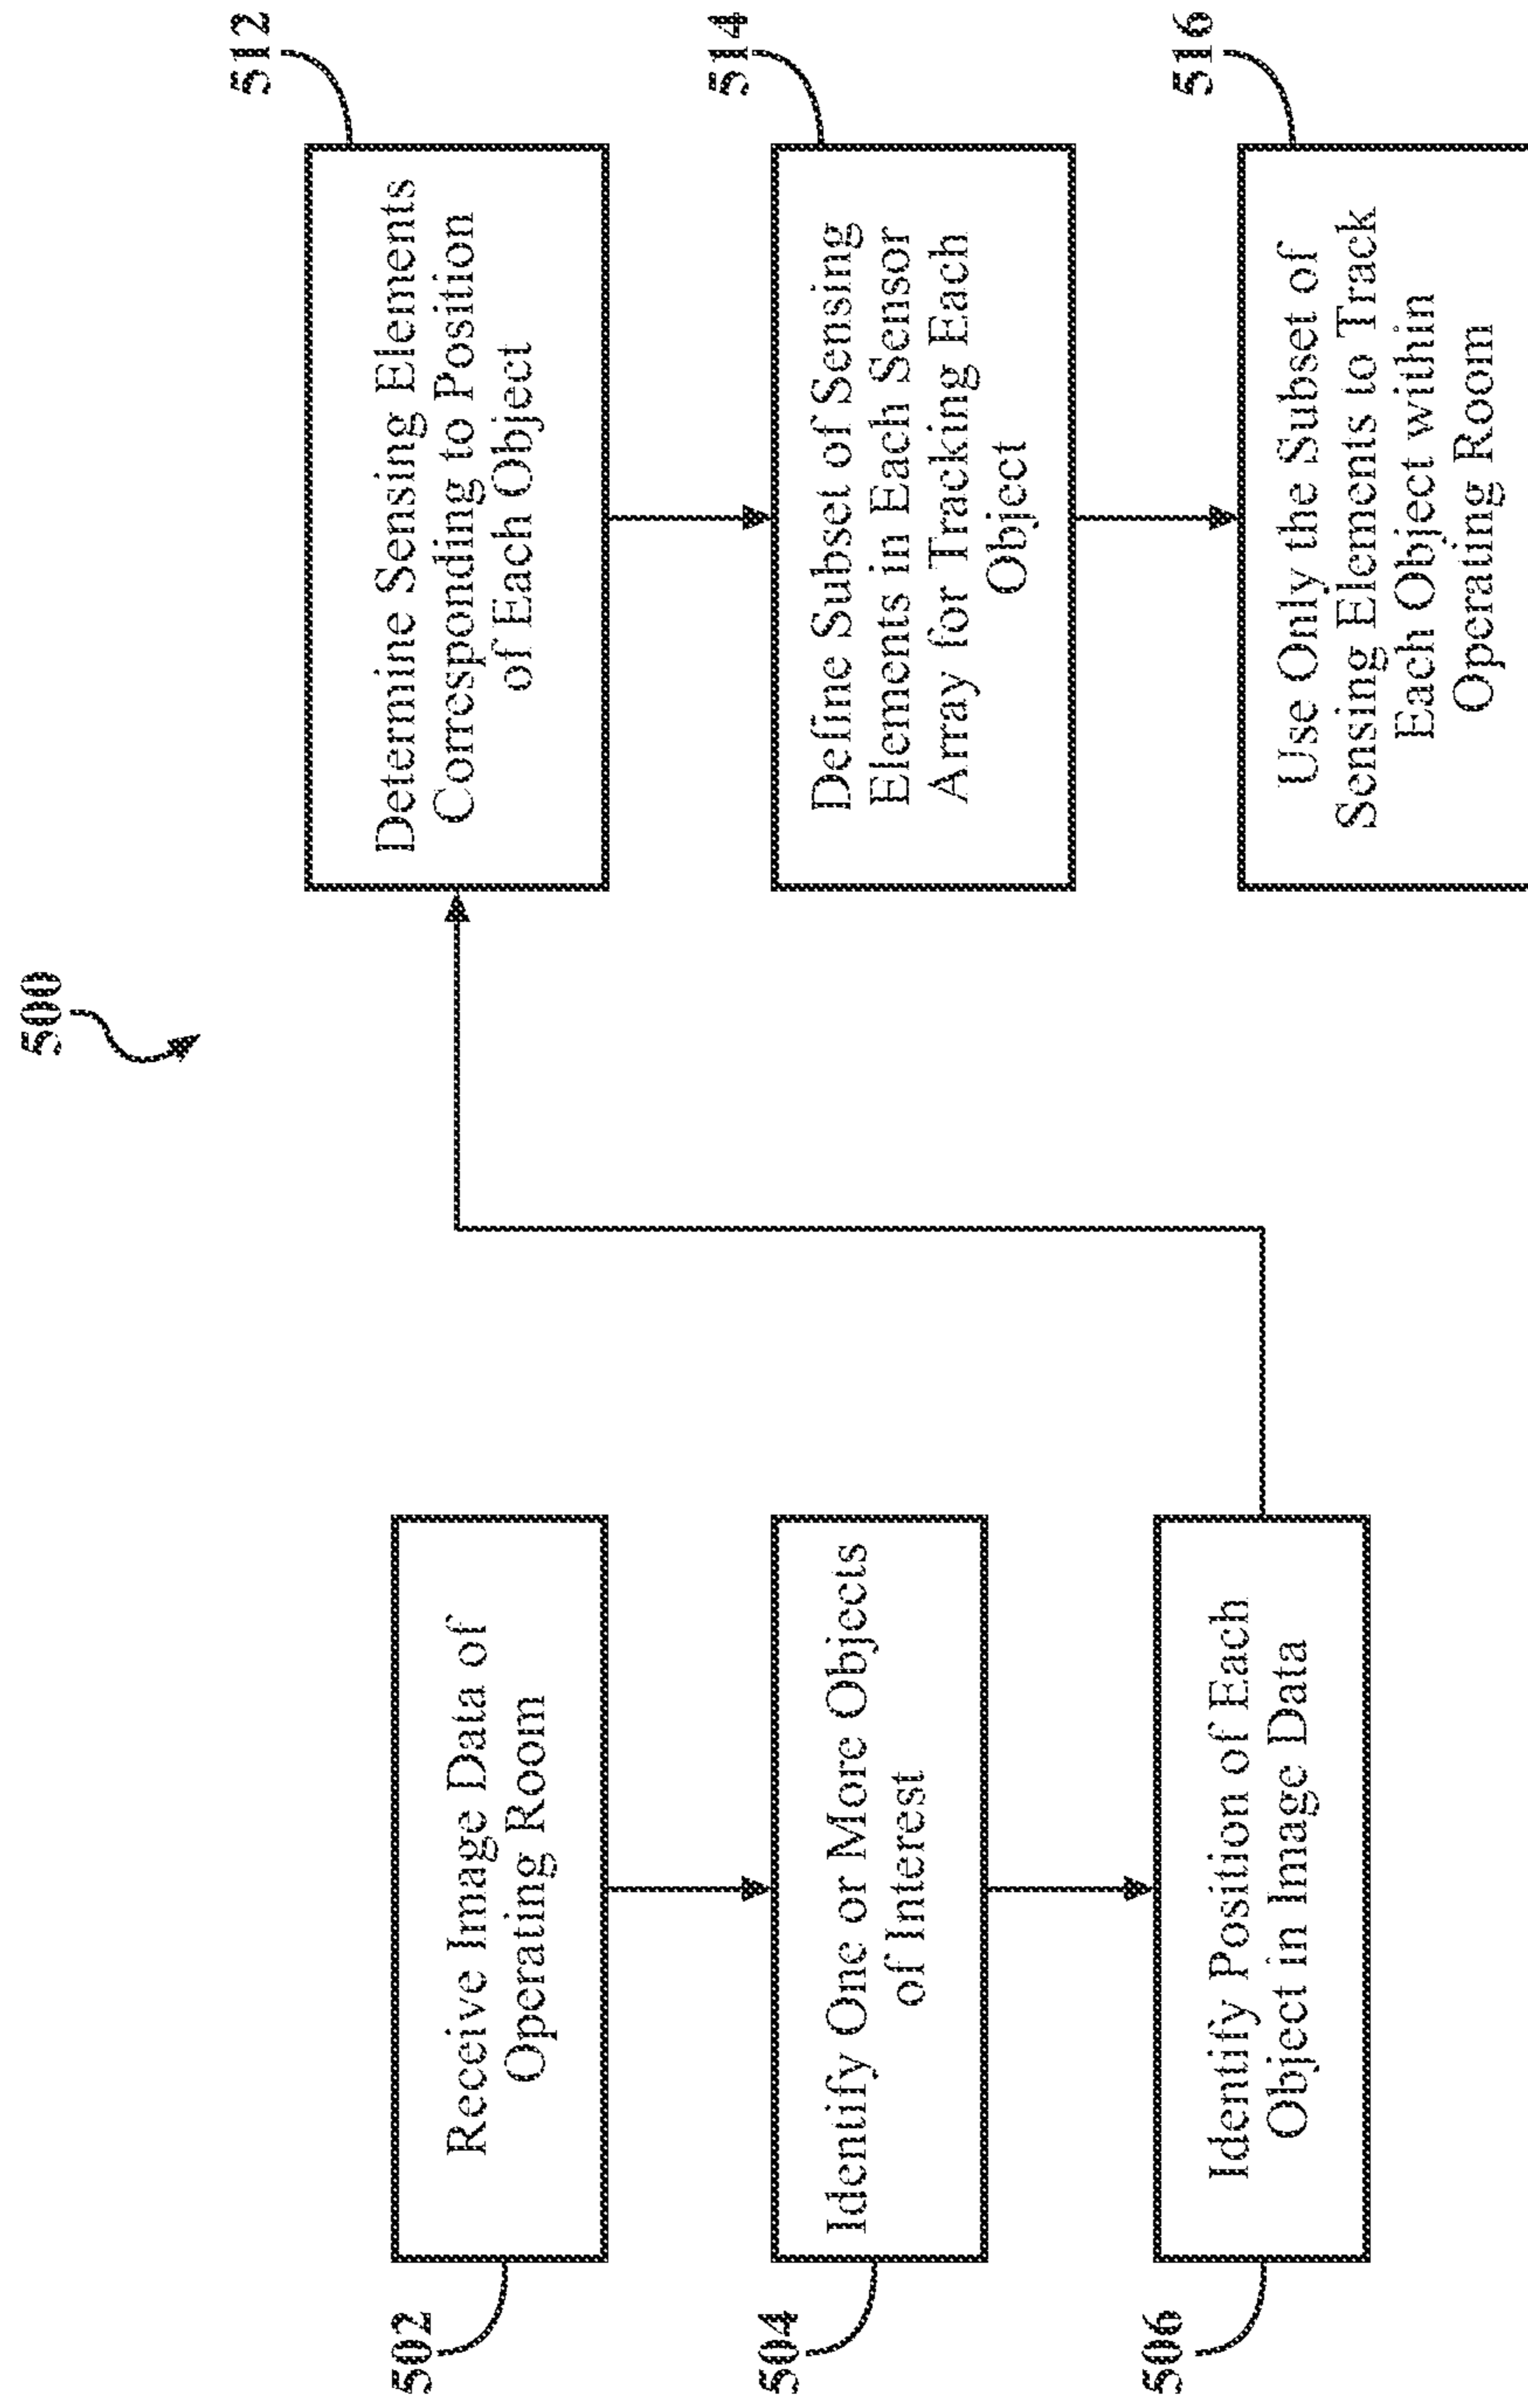 500
502
Receive Image Data of
Operating Room
504
Identify One or More Objects
of Interest
506
Identify Position of Each
Object in Image Data
512
Determine Sensing Elements
Corresponding to Position
of Each Object
514
Define Subset of Sensing
Elements in Each Sensor
Array for Tracking Each
Object
516
Use Only the Subset of
Sensing Elements to Track
Each Object within
Operating Room